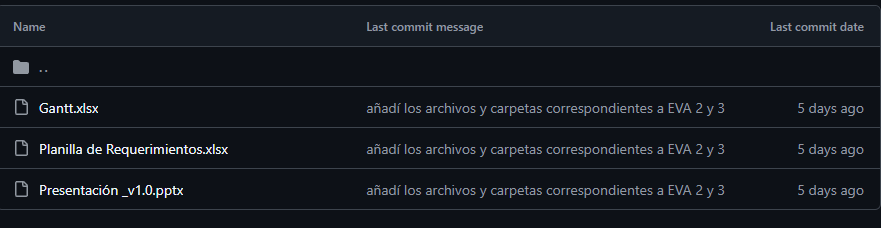 Name Last commit message Last commit date
..
Gantt.xlsx añadí los archivos y carpetas correspondientes a EVA 2 y 3 5 days ago
Planilla de Requerimientos.xlsx añadí los archivos y carpetas correspondientes a EVA 2 y 3 5 days ago
Presentación _v1.0.pptx añadí los archivos y carpetas correspondientes a EVA 2 y 3 5 days ago